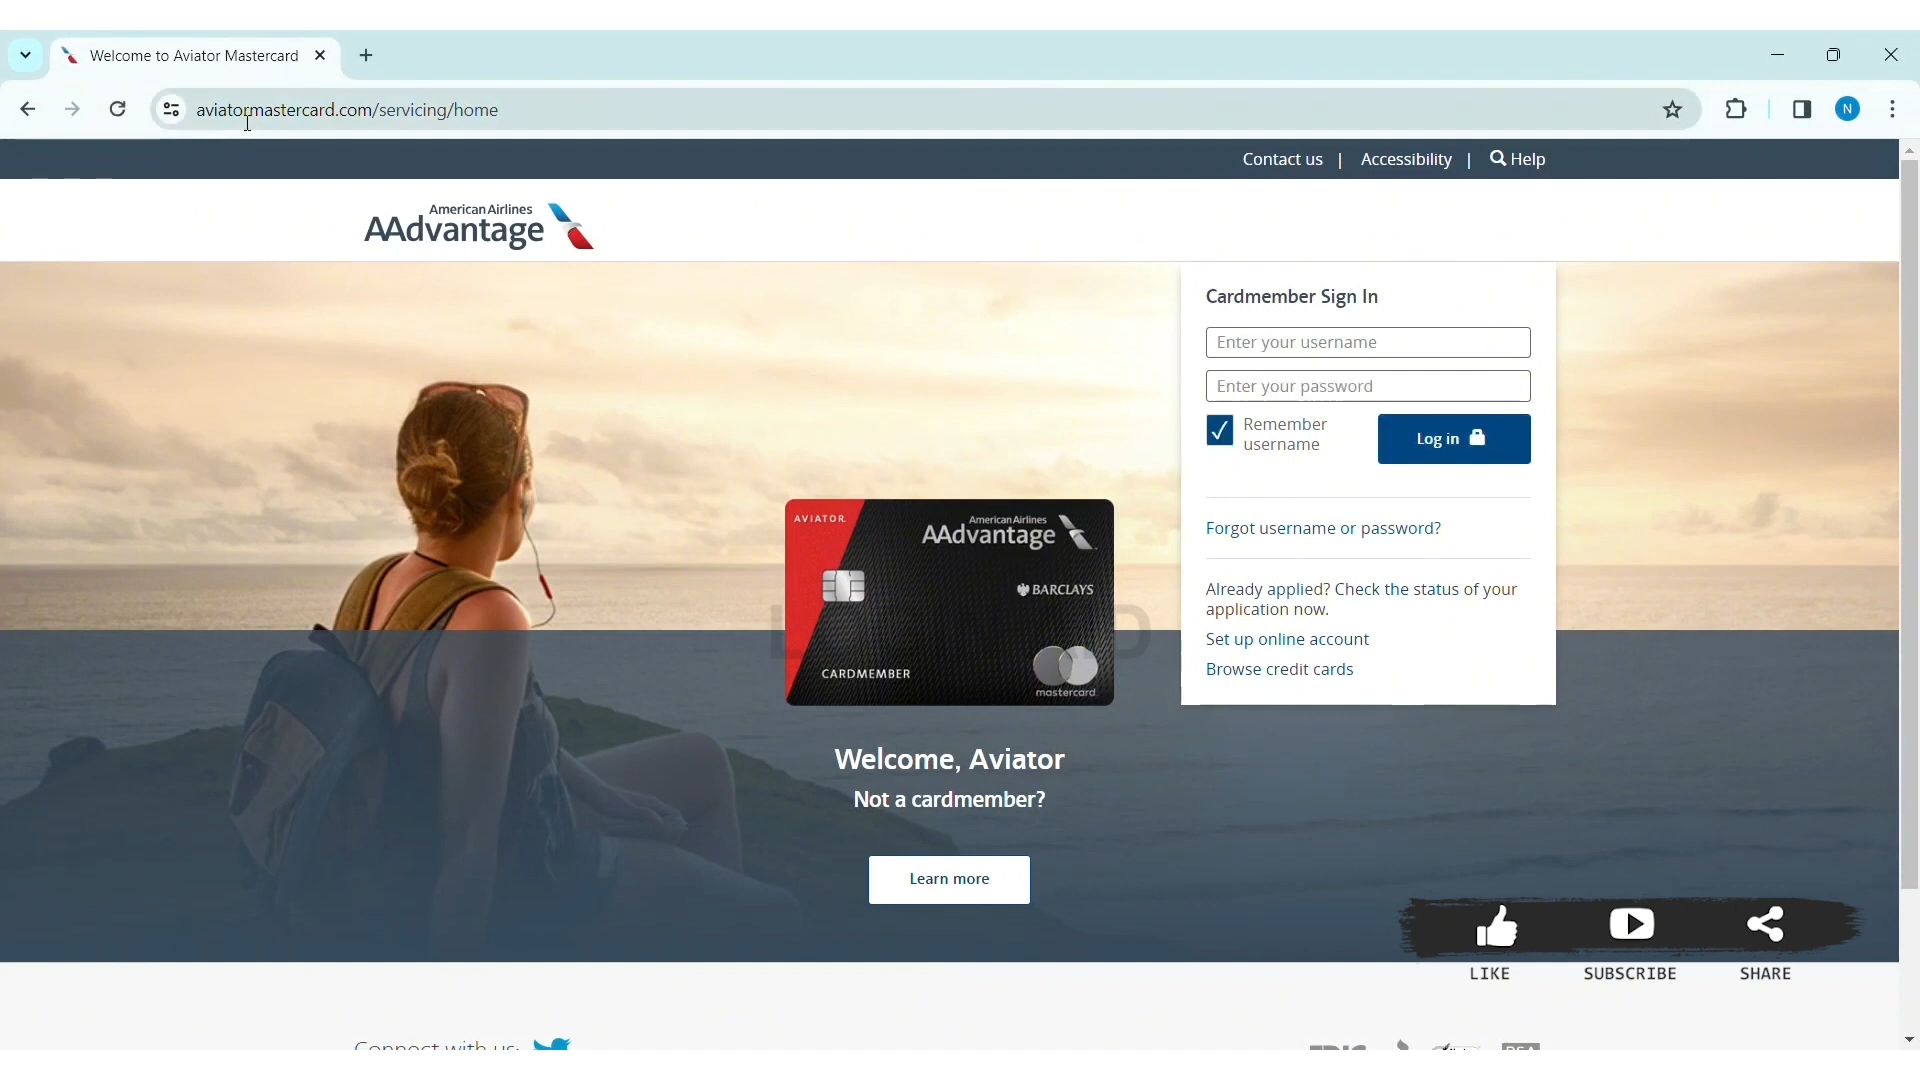 Welcome to Aviator Mastercard
aviatormastercard.com/servicing/home
N
Contact us | Accessibility | Help
American Airlines
AAdvantage
Cardmember Sign In
Enter your username
Enter your password
Remember
username
Log in
Forgot username or password?
Already applied? Check the status of your
application now.
Set up online account
Browse credit cards
AVIATOR
American Airlines
AAdvantage
BARCLAYS
CARDMEMBER
mastercard
Welcome, Aviator
Not a cardmember?
Learn more
LIKE SUBSCRIBE SHARE
Connect with us: